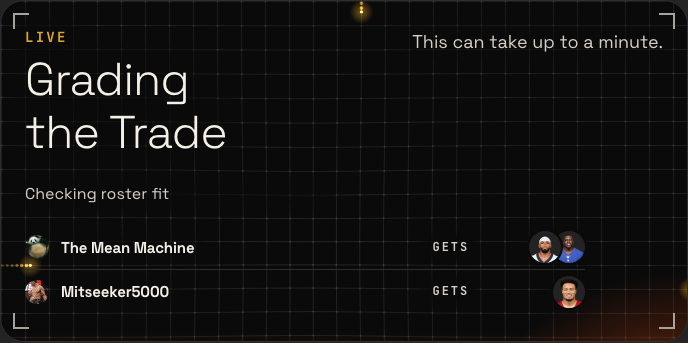 LIVE
This can take up to a minute.
Grading
the Trade
Checking roster fit
The Mean Machine GETS
Mitseeker5000 GETS